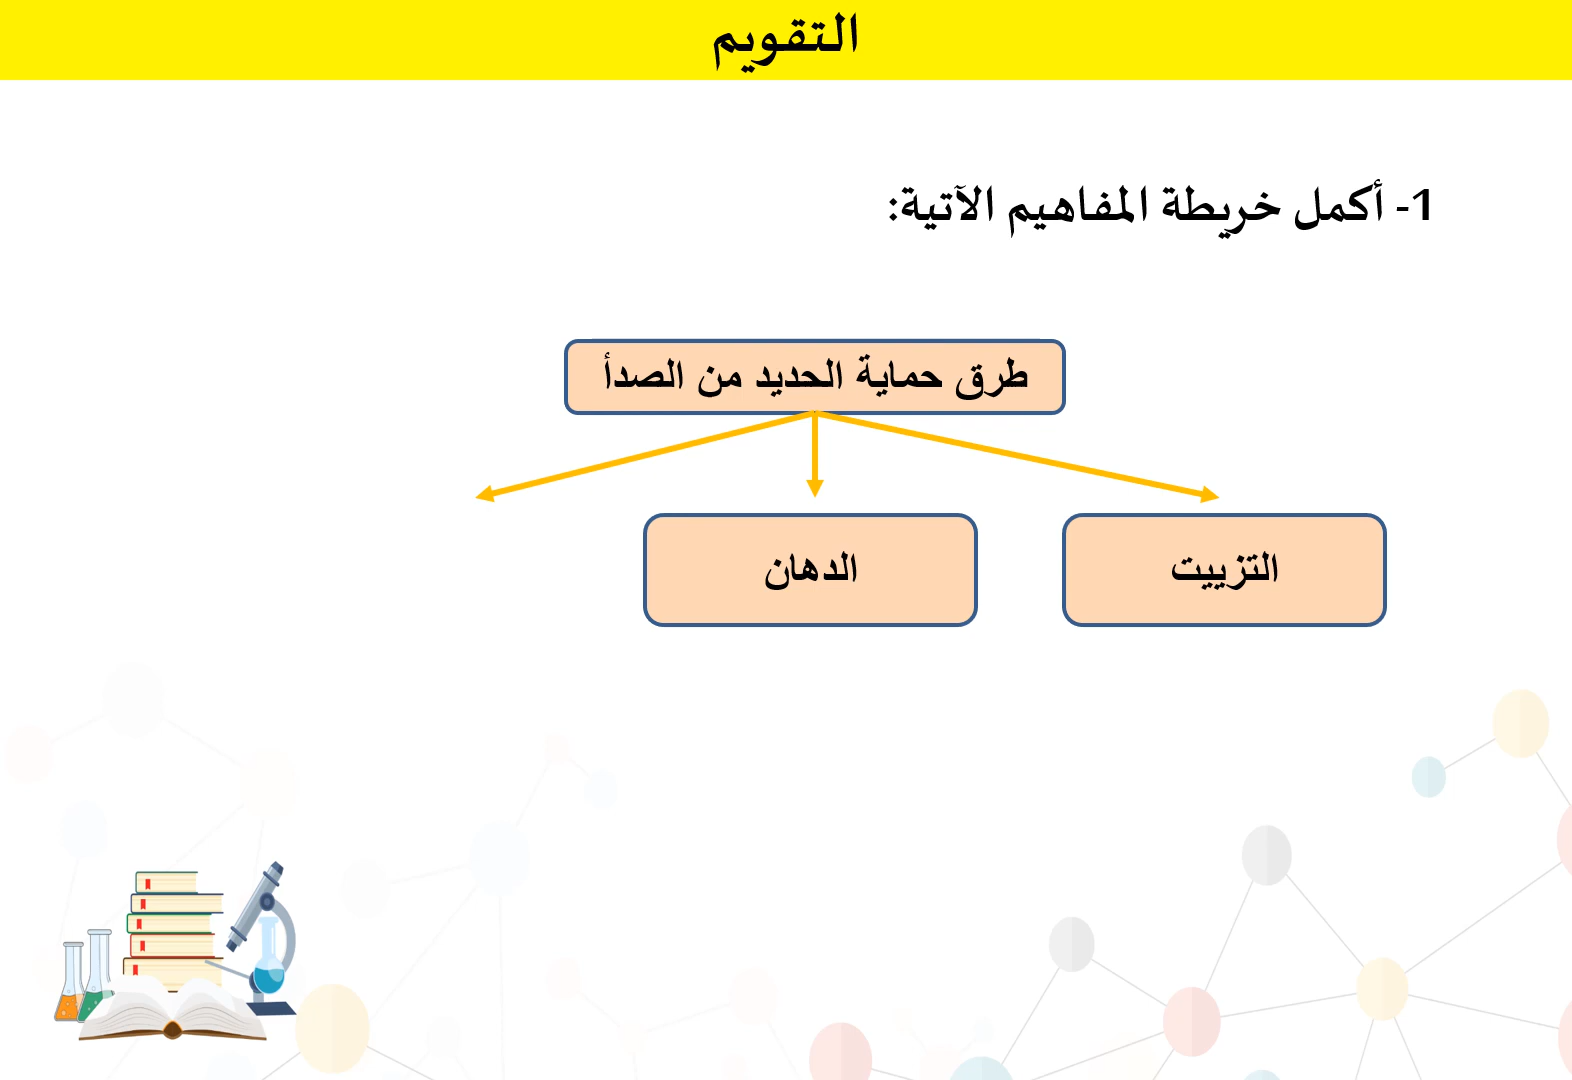 التقويم
1- أكمل خريطة المفاهيم الآتية:
طرق حماية الحديد من الصدأ
التزييت
الدهان